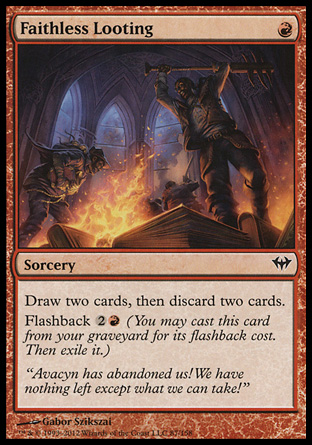 Faithless Looting
Sorcery
Draw two cards, then discard two cards.
Flashback 2 (You may cast this card
from your graveyard for its flashback cost.
Then exile it.)
"Avacyn has abandoned us! We have
nothing left except what we can take!"
Gabor Szikszai